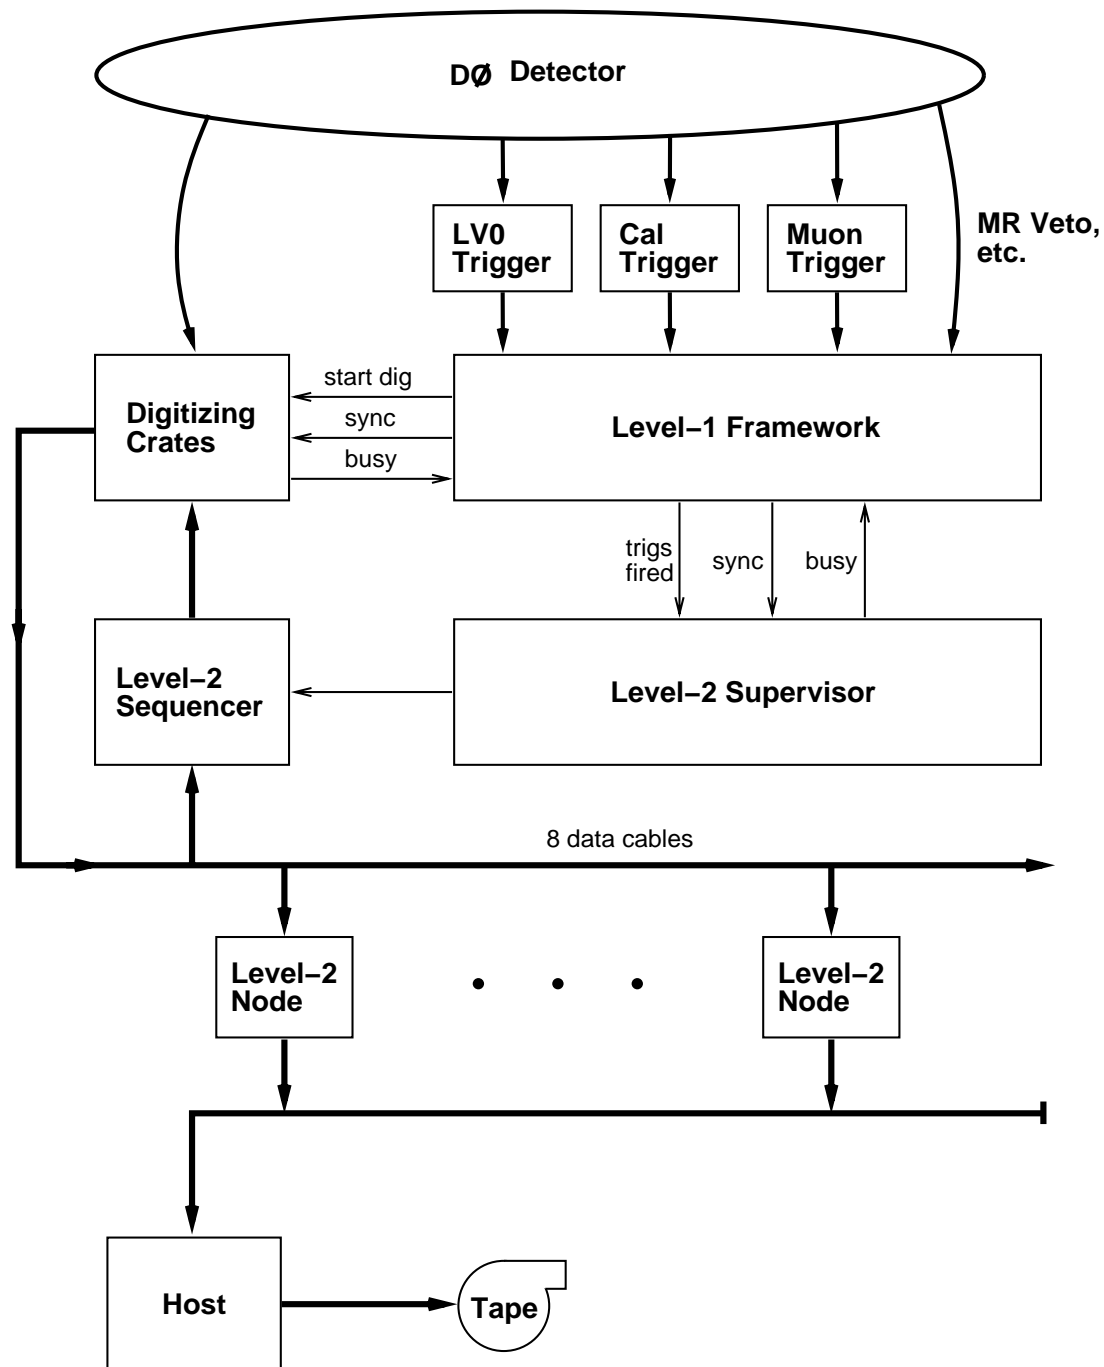 DØ Detector
LV0
Trigger
Cal
Trigger
Muon
Trigger
MR Veto,
etc.
Digitizing
Crates
start dig
sync
busy
Level–1 Framework
trigs
fired
sync
busy
Level–2
Sequencer
Level–2 Supervisor
8 data cables
Level–2
Node
Level–2
Node
Host
Tape